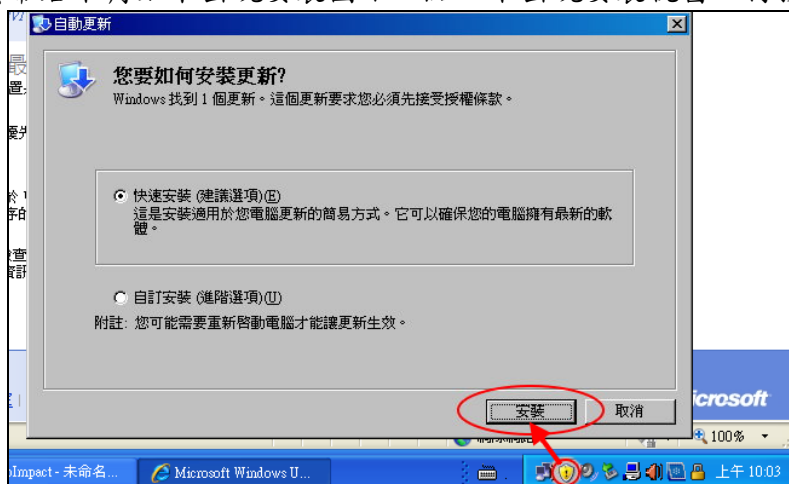 自動更新
您要如何安裝更新?
Windows 找到 1 個更新。這個更新要求您必須先接受授權條款。
快速安裝 (建議選項)(E)
這是安裝適用於您電腦更新的簡易方式。它可以確保您的電腦擁有最新的軟
體。
自訂安裝 (進階選項)(U)
附註: 您可能需要重新啓動電腦才能讓更新生效。
安裝
取消
icrosoft
100%
oImpact - 未命名...
Microsoft Windows U...
上午 10:03